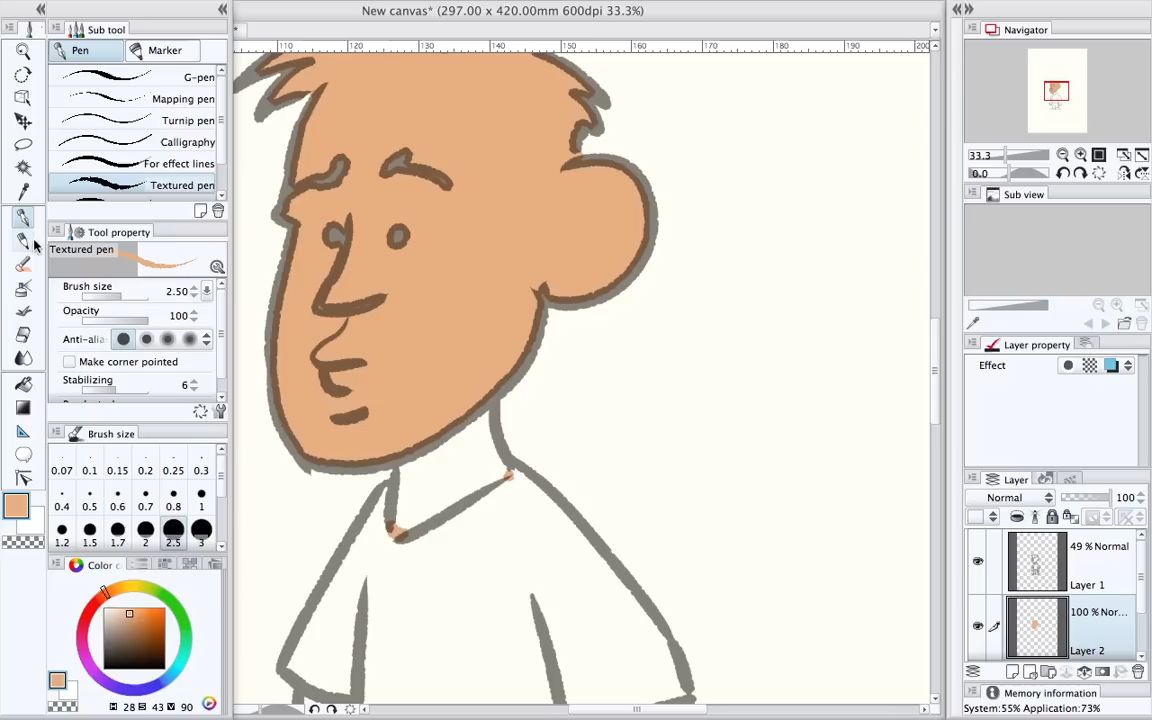 New canvas* (297.00 x 420.00mm 600dpi 33.3%)
Sub tool
Pen
Marker
G-pen
Mapping pen
Turnip pen
Calligraphy
For effect lines
Textured pen
Tool property
Textured pen
Brush size 2.50
Opacity 100
Anti-alia
Make corner pointed
Stabilizing 6
Brush size
0.07 0.1 0.15 0.2 0.25 0.3
0.4 0.5 0.6 0.7 0.8 1
1.2 1.5 1.7 2 2.5 3
Color c
H 28 S 43 V 90
110 120 130 140 150 160 170 180 190 200
Navigator
33.3
0.0
Sub view
Layer property
Effect
Layer
Normal 100
49 % Normal
Layer 1
100 % Nor...
Layer 2
Memory information
System:55% Application:73%